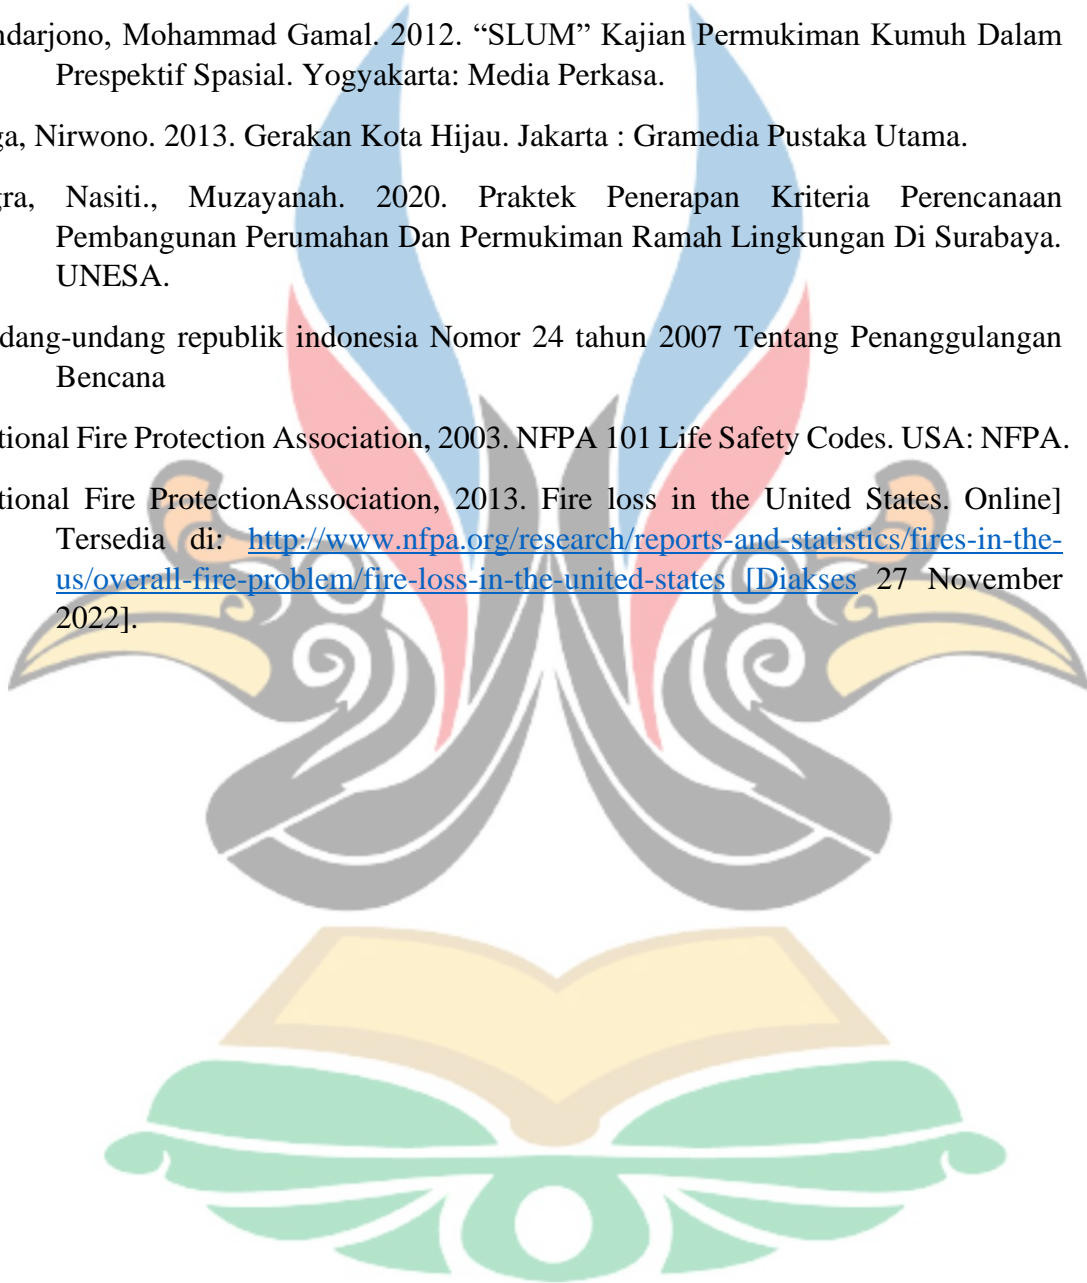 ndarjono, Mohammad Gamal. 2012. “SLUM” Kajian Permukiman Kumuh Dalam
Prespektif Spasial. Yogyakarta: Media Perkasa.
ga, Nirwono. 2013. Gerakan Kota Hijau. Jakarta : Gramedia Pustaka Utama.
gra, Nasiti., Muzayanah. 2020. Praktek Penerapan Kriteria Perencanaan
Pembangunan Perumahan Dan Permukiman Ramah Lingkungan Di Surabaya.
UNESA.
dang-undang republik indonesia Nomor 24 tahun 2007 Tentang Penanggulangan
Bencana
tional Fire Protection Association, 2003. NFPA 101 Life Safety Codes. USA: NFPA.
tional Fire ProtectionAssociation, 2013. Fire loss in the United States. Online]
Tersedia di: http://www.nfpa.org/research/reports-and-statistics/fires-in-the-
us/overall-fire-problem/fire-loss-in-the-united-states [Diakses 27 November
2022].